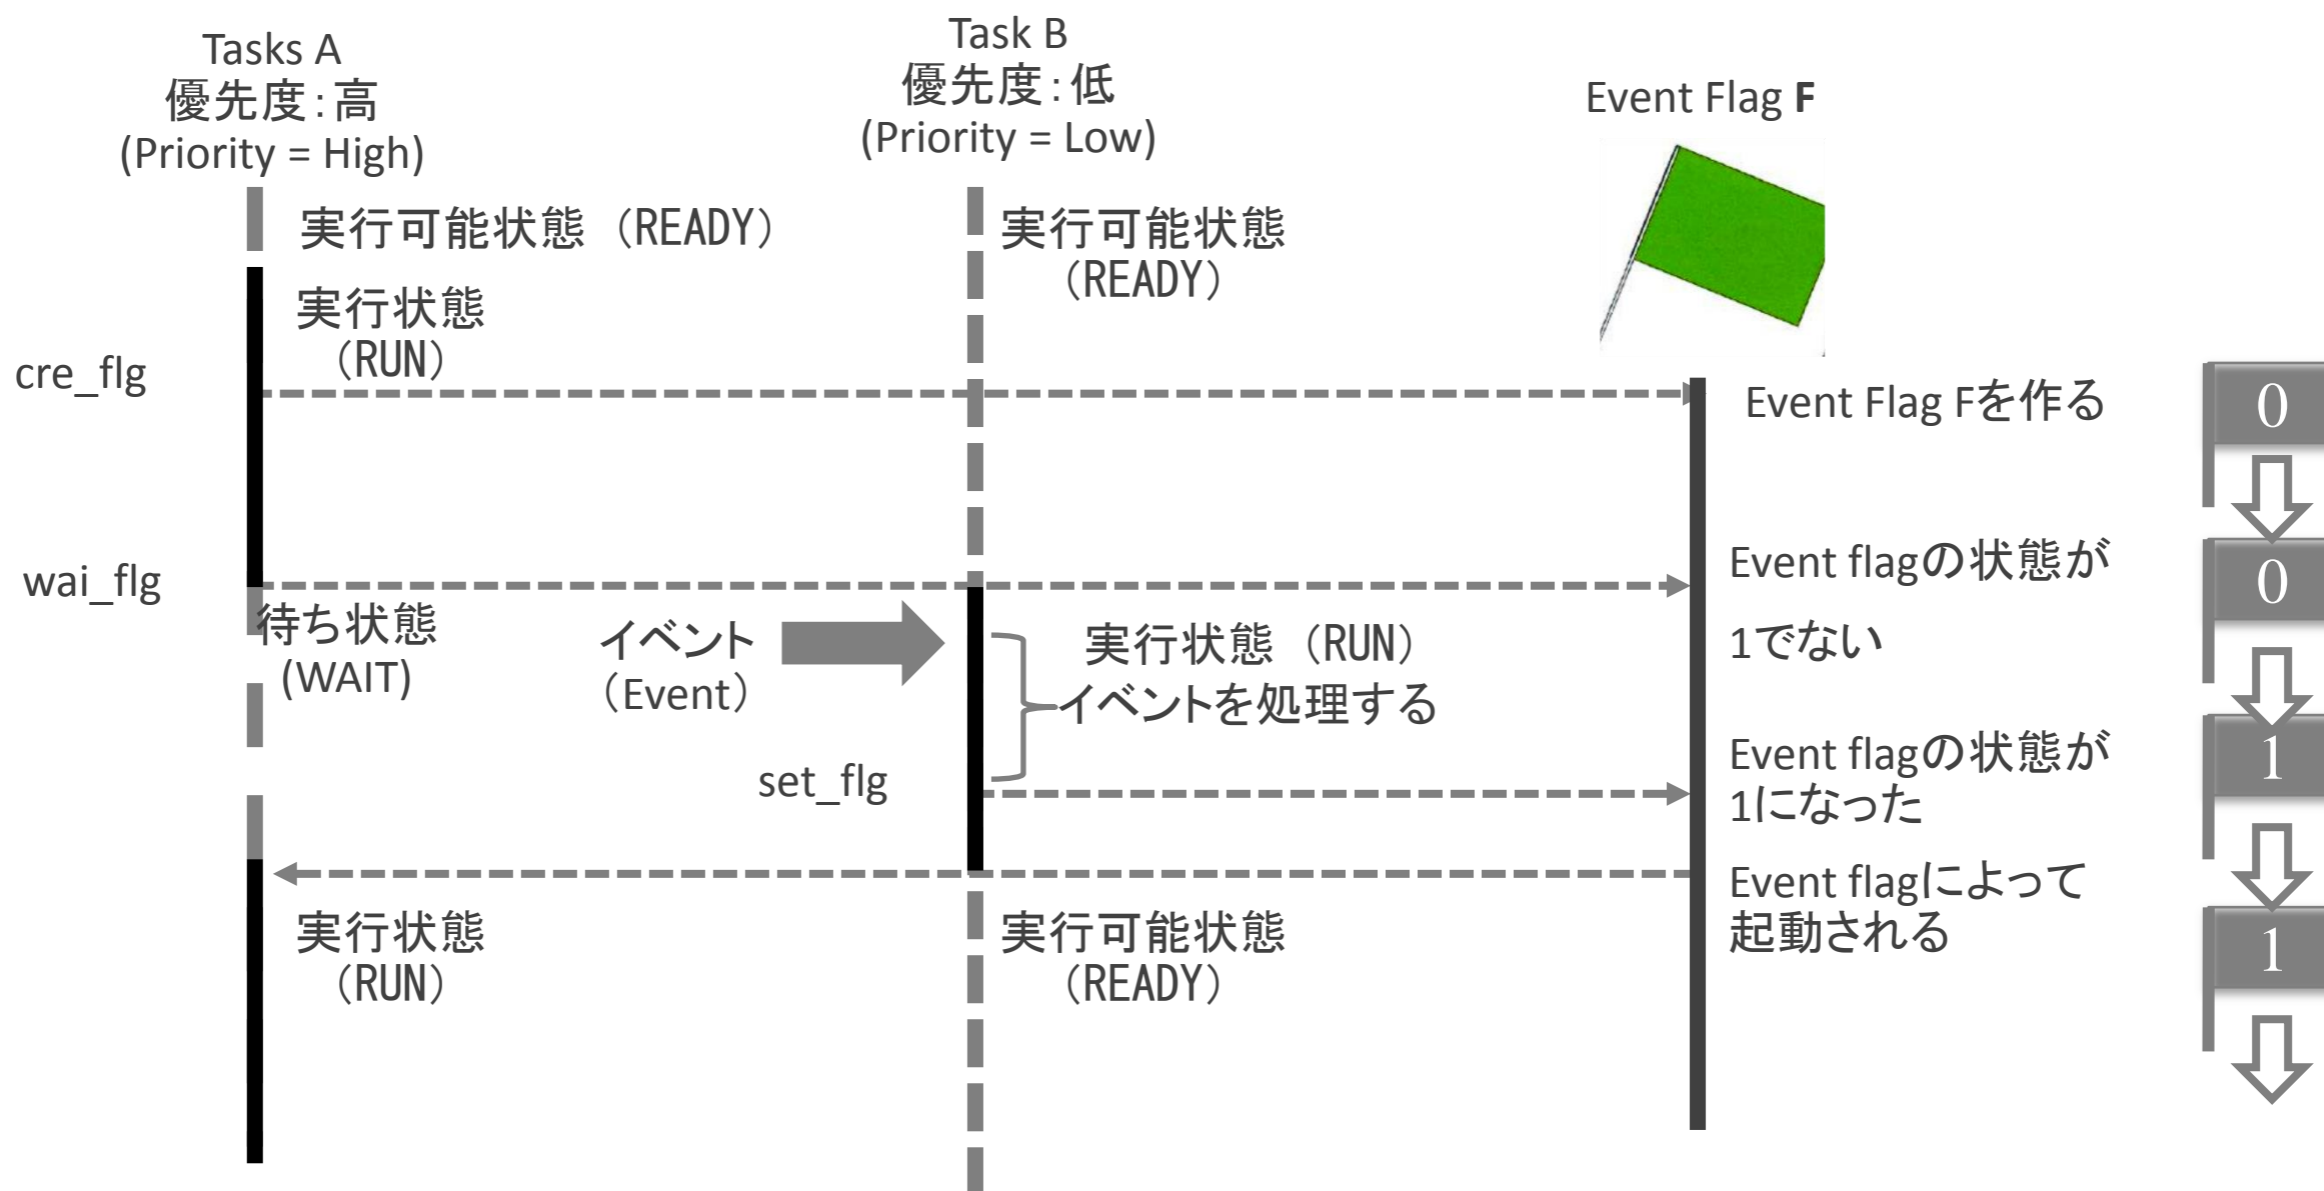 Tasks A
優先度：高
(Priority = High)
Task B
優先度：低
(Priority = Low)
Event Flag F
実行可能状態（READY）
実行可能状態
（READY）
実行状態
（RUN）
cre_flg
Event Flag Fを作る
0
wai_flg
Event flagの状態が
1でない
0
待ち状態
(WAIT)
イベント
（Event）
実行状態（RUN）
イベントを処理する
set_flg
Event flagの状態が
1になった
1
Event flagによって
起動される
1
実行状態
（RUN）
実行可能状態
（READY）